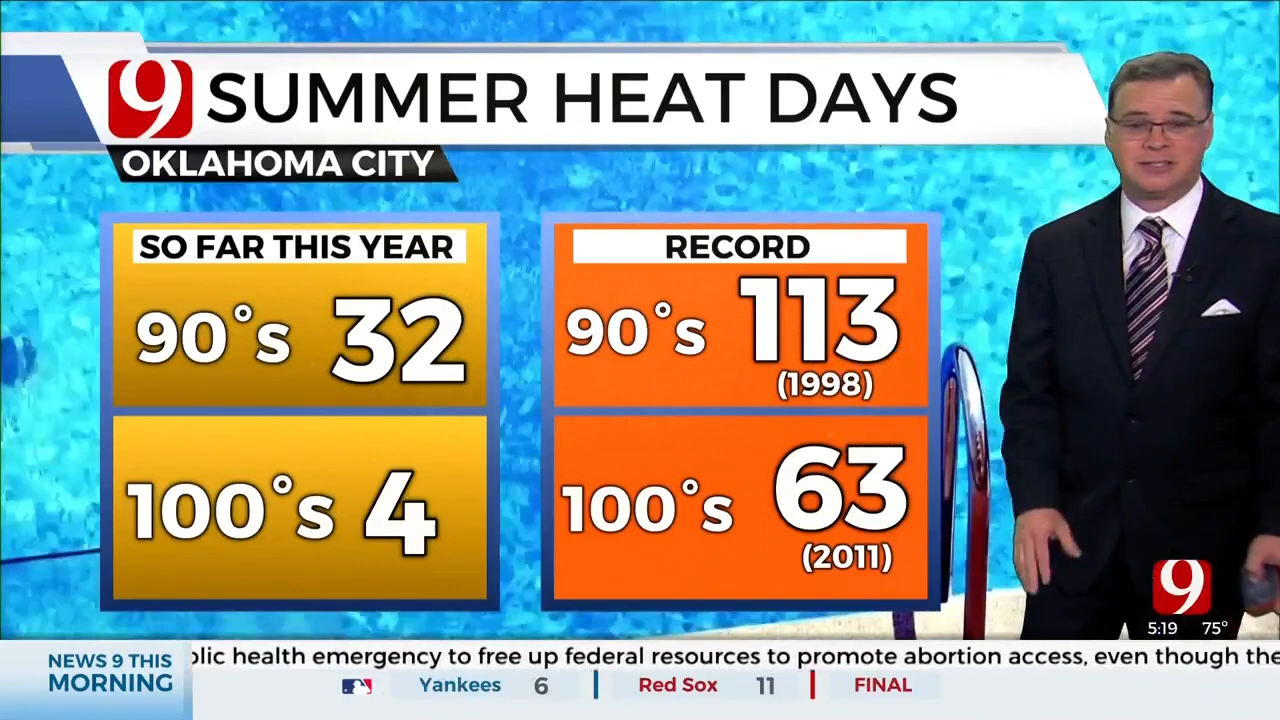 9 SUMMER HEAT DAYS
OKLAHOMA CITY
SO FAR THIS YEAR
90°s 32
100°s 4
RECORD
90°s 113
(1998)
100°s 63
(2011)
9
5:19 75°
NEWS 9 THIS
MORNING
health emergency to free up federal resources to promote abortion access, even though
Yankees 6 Red Sox 11 FINAL